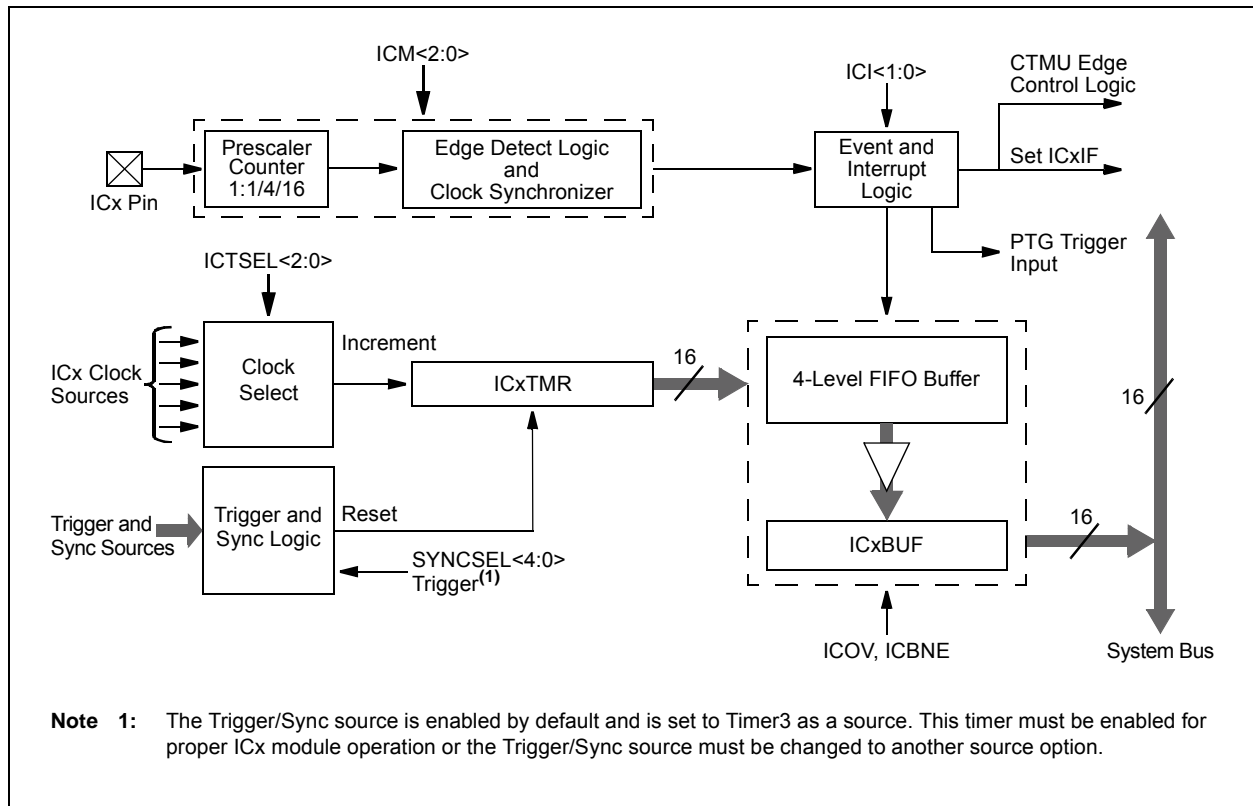 ICM<2:0>
ICI<1:0>
CTMU Edge
Control Logic
Prescaler
Counter
1:1/4/16
Edge Detect Logic
and
Clock Synchronizer
Event and
Interrupt
Logic
Set ICxIF
ICx Pin
PTG Trigger
Input
ICTSEL<2:0>
Increment
16
ICx Clock
Sources
Clock
Select
ICxTMR
4-Level FIFO Buffer
16
Trigger and
Sync Sources
Trigger and
Sync Logic
Reset
SYNCSEL<4:0>
Trigger(1)
ICxBUF
16
ICOV, ICBNE
System Bus
Note 1: The Trigger/Sync source is enabled by default and is set to Timer3 as a source. This timer must be enabled for
proper ICx module operation or the Trigger/Sync source must be changed to another source option.